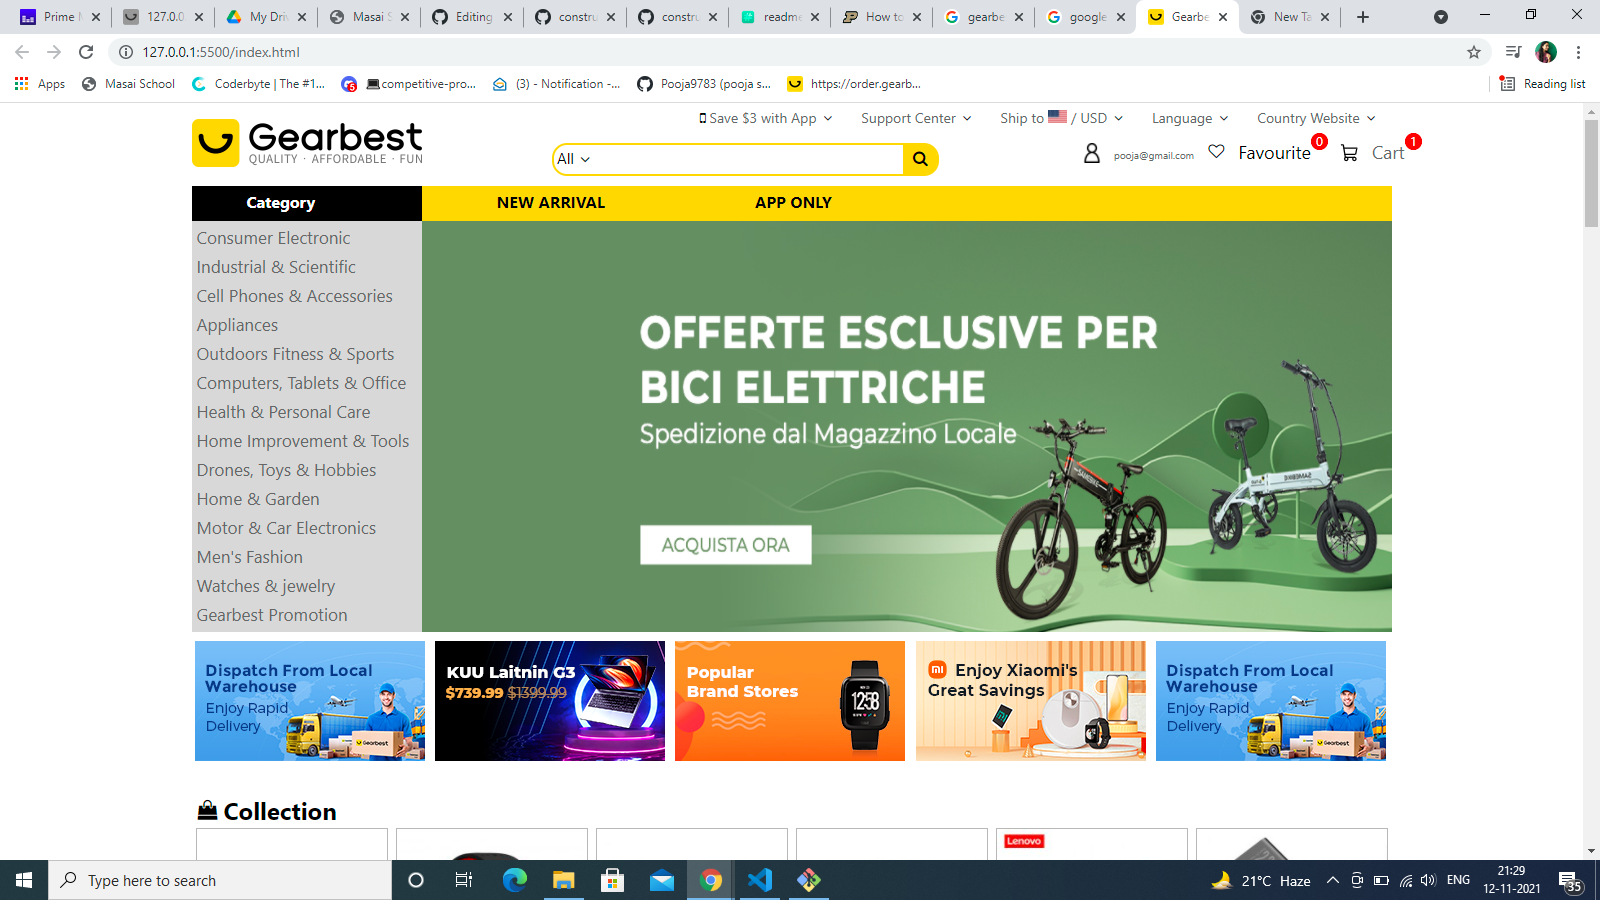 Prime M
127.0.0
My Driv
Masai S
Editing
constru
constru
readme
How to
gearbe
google
Gearbe
New Ta
127.0.0.1:5500/index.html
Apps
Masai School
Coderbyte | The #1...
competitive-pro...
(3) - Notification -...
Pooja9783 (pooja s...
https://order.gearb...
Reading list
Save $3 with App
Support Center
Ship to / USD
Language
Country Website
Gearbest
QUALITY · AFFORDABLE · FUN
All
pooja@gmail.com
Favourite 0
Cart 1
Category
NEW ARRIVAL
APP ONLY
Consumer Electronic
Industrial & Scientific
Cell Phones & Accessories
Appliances
Outdoors Fitness & Sports
Computers, Tablets & Office
Health & Personal Care
Home Improvement & Tools
Drones, Toys & Hobbies
Home & Garden
Motor & Car Electronics
Men's Fashion
Watches & jewelry
Gearbest Promotion
OFFERTE ESCLUSIVE PER
BICI ELETTRICHE
Spedizione dal Magazzino Locale
ACQUISTA ORA
SAMEBIKE
SAMEBIKE
Dispatch From Local
Warehouse
Enjoy Rapid
Delivery
Gearbest
KUU Laitnin G3
$739.99 $1399.99
Popular
Brand Stores
12:58
mi Enjoy Xiaomi's
Great Savings
Dispatch From Local
Warehouse
Enjoy Rapid
Delivery
Gearbest
Collection
Lenovo
Type here to search
21°C Haze
ENG
21:29
12-11-2021
35